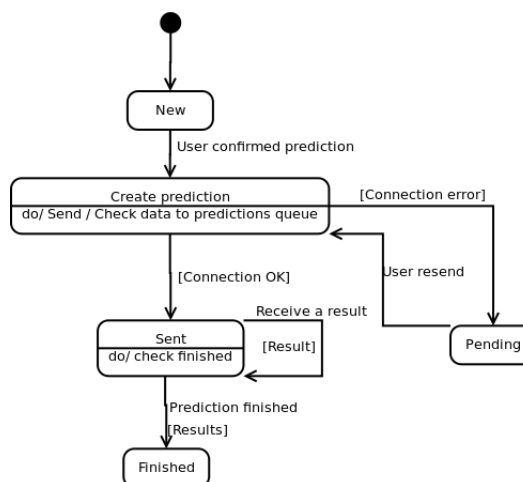 New
User confirmed prediction
Create prediction
[Connection error]
do/ Send / Check data to predictions queue
User resend
[Connection OK]
Receive a result
Sent
[Result]
Pending
do/ check finished
Prediction finished
[Results]
Finished